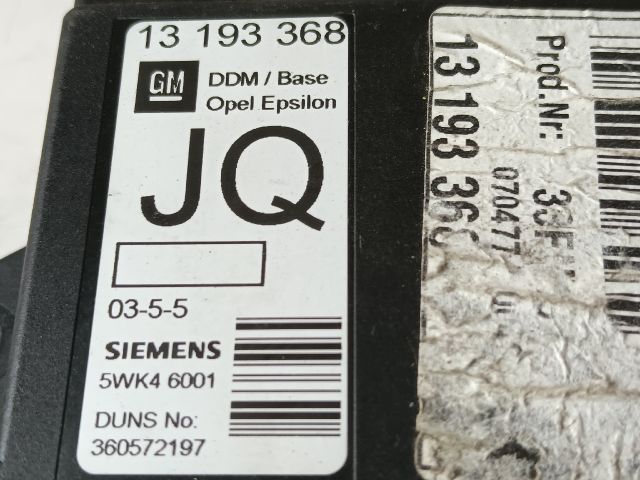 13 193 368
GM
DDM / Base
Opel Epsilon
JQ
03-5-5
SIEMENS
5WK4 6001
DUNS No:
360572197
Prod.Nr:
13 193 36
070477